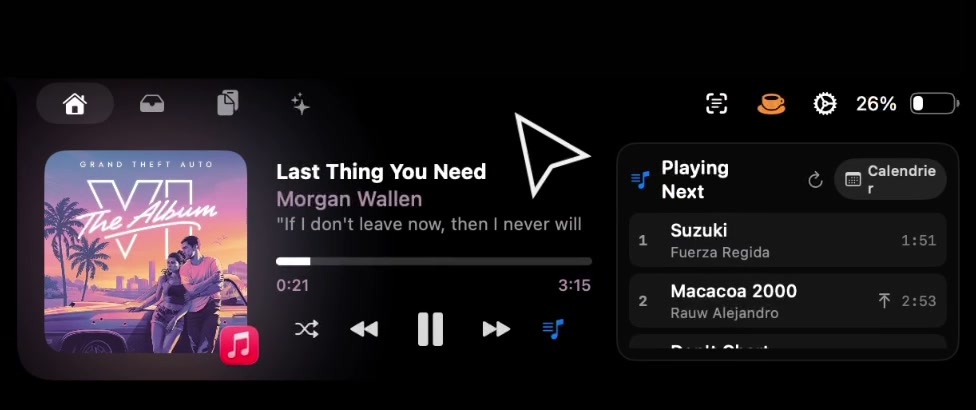 26%
GRAND THEFT AUTO
VI
The Album
Last Thing You Need
Morgan Wallen
"If I don't leave now, then I never will
0:21
3:15
Playing
Next
Calendrie
r
1
Suzuki
Fuerza Regida
1:51
2
Macacoa 2000
Rauw Alejandro
2:53